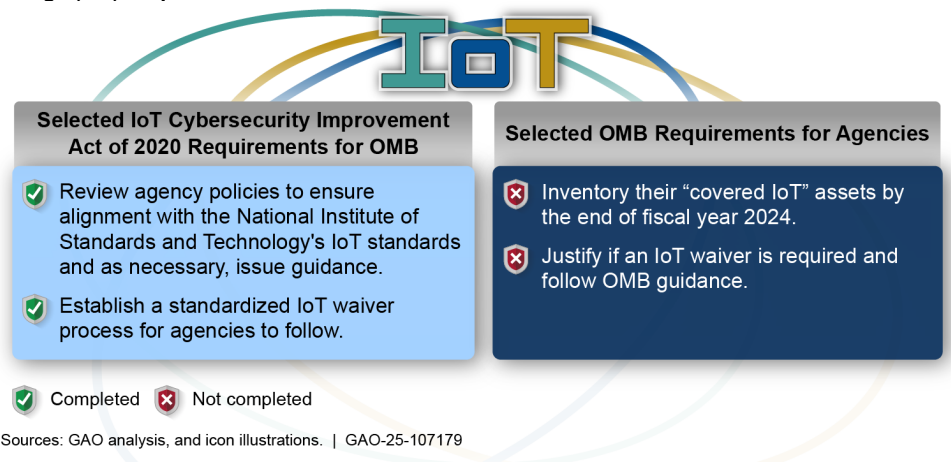 IoT
Selected IoT Cybersecurity Improvement
Act of 2020 Requirements for OMB
Review agency policies to ensure
alignment with the National Institute of
Standards and Technology's IoT standards
and as necessary, issue guidance.
Establish a standardized IoT waiver
process for agencies to follow.
Selected OMB Requirements for Agencies
Inventory their “covered IoT” assets by
the end of fiscal year 2024.
Justify if an IoT waiver is required and
follow OMB guidance.
Completed
Not completed
Sources: GAO analysis, and icon illustrations. | GAO-25-107179